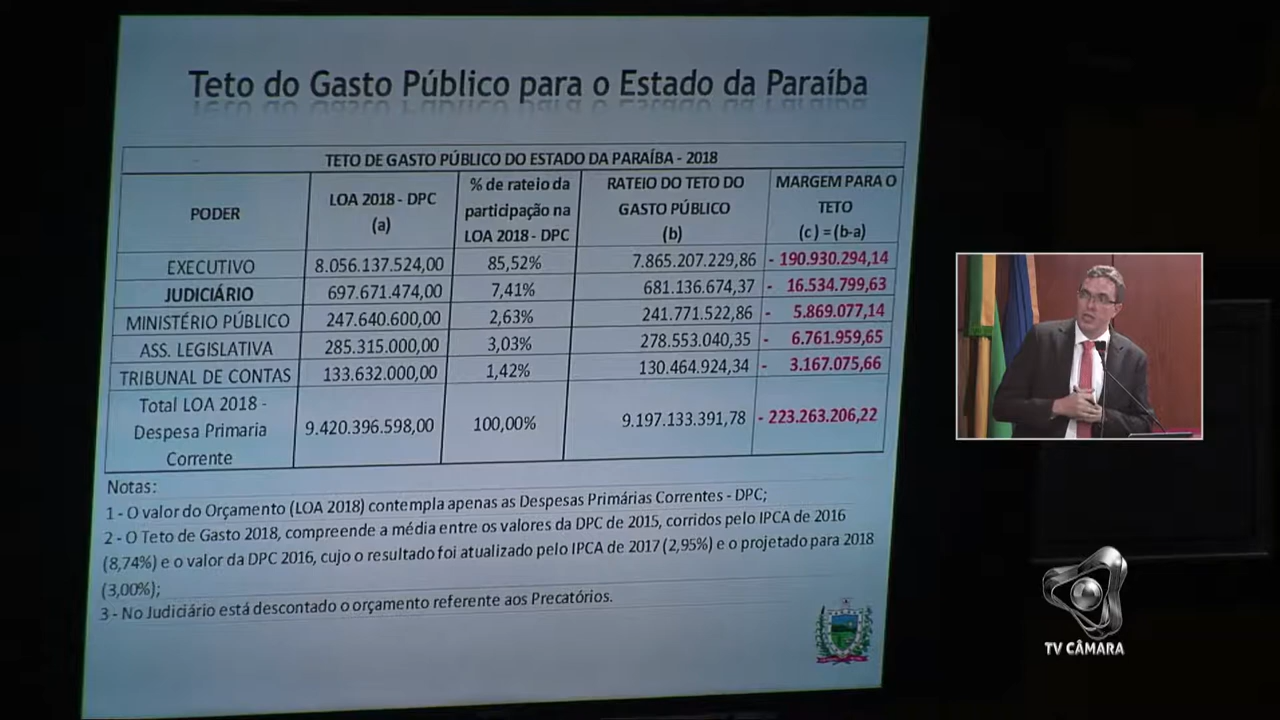 Teto do Gasto Público para o Estado da Paraíba
TETO DE GASTO PÚBLICO DO ESTADO DA PARAÍBA - 2018
PODER
LOA 2018 - DPC
(a)
% de rateio da
participação na
LOA 2018 - DPC
RATEIO DO TETO DO
GASTO PÚBLICO
(b)
MARGEM PARA O
TETO
(c) = (b-a)
EXECUTIVO 8.056.137.524,00 85,52% 7.865.207.229,86 - 190.930.294,14
JUDICIÁRIO 697.671.474,00 7,41% 681.136.674,37 - 16.534.799,63
MINISTÉRIO PÚBLICO 247.640.600,00 2,63% 241.771.522,86 - 5.869.077,14
ASS. LEGISLATIVA 285.315.000,00 3,03% 278.553.040,35 - 6.761.959,65
TRIBUNAL DE CONTAS 133.632.000,00 1,42% 130.464.924,34 - 3.167.075,66
Total LOA 2018 -
Despesa Primaria
Corrente
9.420.396.598,00 100,00% 9.197.133.391,78 - 223.263.206,22
Notas:
1 - O valor do Orçamento (LOA 2018) contempla apenas as Despesas Primárias Correntes - DPC;
2 - O Teto de Gasto 2018, compreende a média entre os valores da DPC de 2015, corridos pelo IPCA de 2016
(8,74%) e o valor da DPC 2016, cujo o resultado foi atualizado pelo IPCA de 2017 (2,95%) e o projetado para 2018
(3,00%);
3 - No Judiciário está descontado o orçamento referente aos Precatórios.
TV CÂMARA